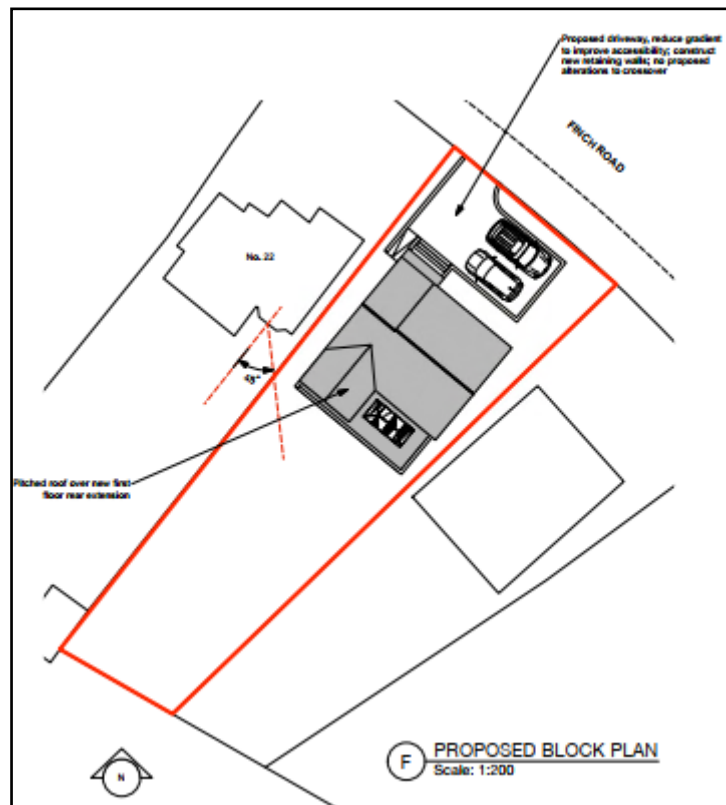 Proposed driveway, reduce gradient
to improve accessibility; construct
new retaining walls; no proposed
alterations to crossover
FINCH ROAD
No. 22
45°
Pitched roof over new first
floor rear extension
N
F
PROPOSED BLOCK PLAN
Scale: 1:200